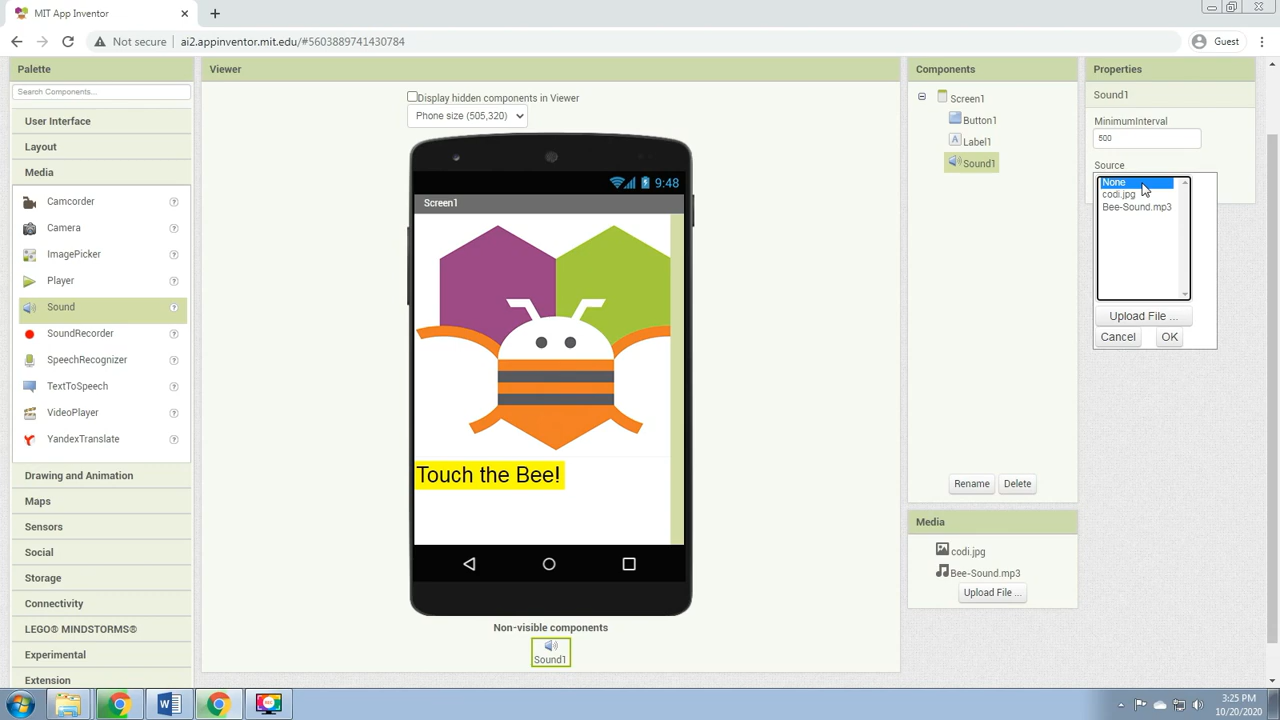 MIT App Inventor
Not secure
ai2.appinventor.mit.edu/#5603889741430784
Guest
Palette
Search Components...
User Interface
Layout
Media
Camcorder
Camera
ImagePicker
Player
Sound
SoundRecorder
SpeechRecognizer
TextToSpeech
VideoPlayer
YandexTranslate
Drawing and Animation
Maps
Sensors
Social
Storage
Connectivity
LEGO® MINDSTORMS®
Experimental
Extension
Viewer
Display hidden components in Viewer
Phone size (505,320)
9:48
Screen1
Touch the Bee!
Non-visible components
Sound1
Components
Screen1
Button1
Label1
Sound1
Rename
Delete
Media
codi.jpg
Bee-Sound.mp3
Upload File ...
Properties
Sound1
MinimumInterval
500
Source
None
codi.jpg
Bee-Sound.mp3
Upload File ...
Cancel
OK
3:25 PM
10/20/2020